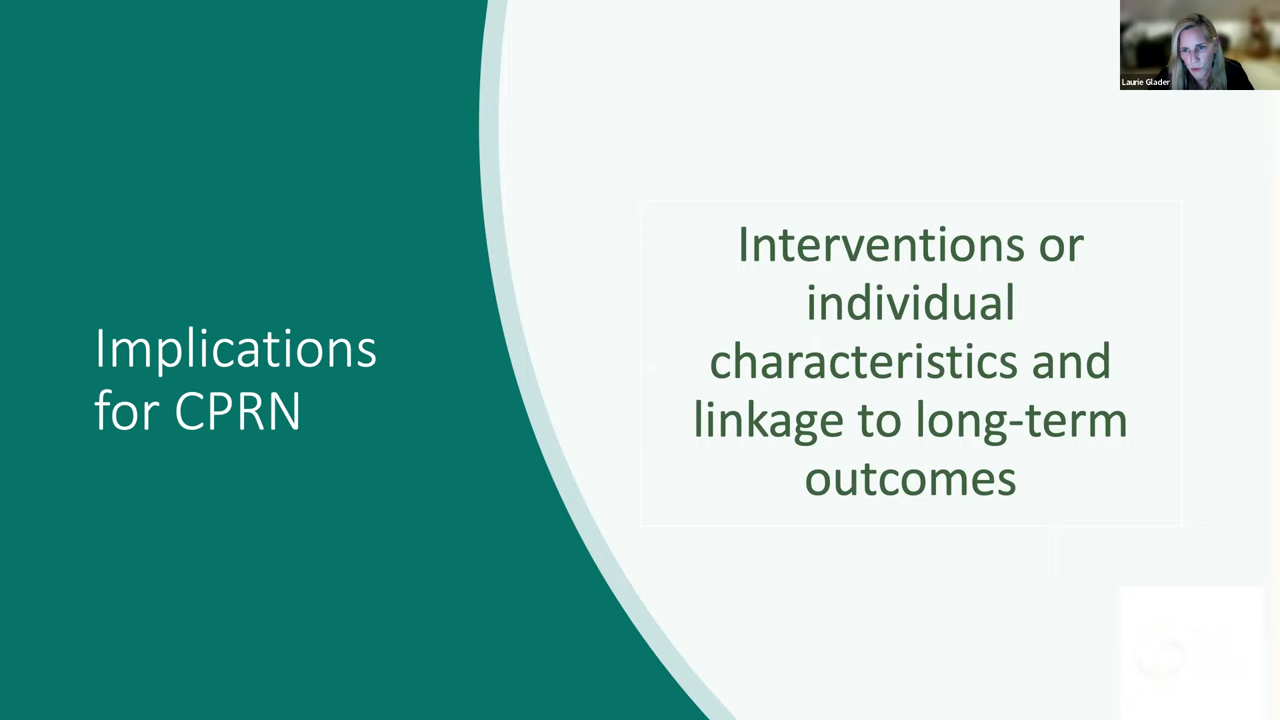 Laurie Glader
Implications
for CPRN
Interventions or
individual
characteristics and
linkage to long-term
outcomes